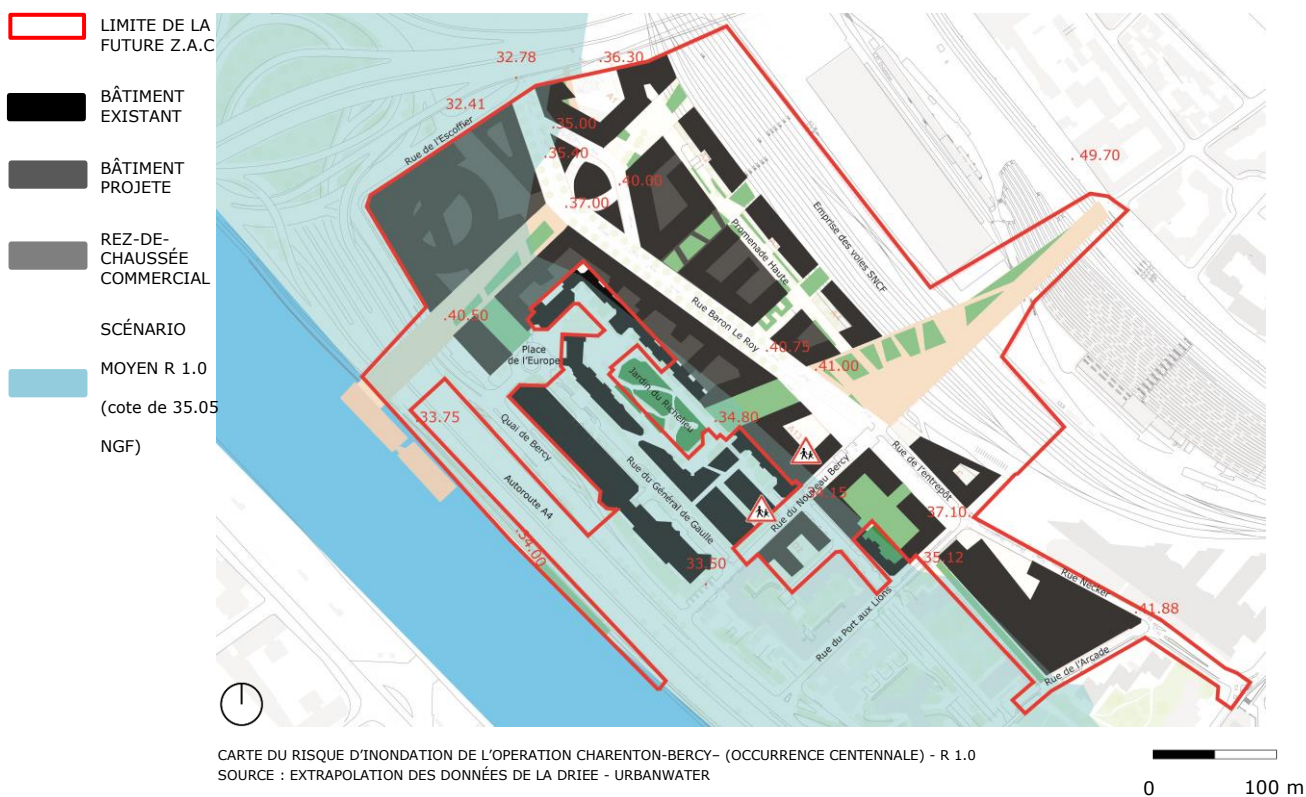 LIMITE DE LA
FUTURE Z.A.C
BÂTIMENT
EXISTANT
BÂTIMENT
PROJETE
REZ-DE-
CHAUSSÉE
COMMERCIAL
SCÉNARIO
MOYEN R 1.0
(cote de 35.05
NGF)
32.78
.36.30
32.41
Rue de l'Escoffier
.35.00
.35.40
.40.00
.37.00
. 49.70
Emprise des voies SNCF
Promenade Haute
Rue Baron Le Roy
.40.50
Place
de l'Europe
.40.75
.41.00
Jardin du Richelieu
.33.75
Quai de Bercy
.34.80
Autoroute A4
Rue du Général de Gaulle
Rue du Nouveau Bercy
Rue de l'entrepôt
37.10.
.34.00
33.50
.35.12
Rue Necker
.41.88
Rue du Port aux Lions
Rue de l'Arcade
CARTE DU RISQUE D'INONDATION DE L'OPERATION CHARENTON-BERCY– (OCCURRENCE CENTENNALE) - R 1.0
SOURCE : EXTRAPOLATION DES DONNÉES DE LA DRIEE - URBANWATER
0 100 m